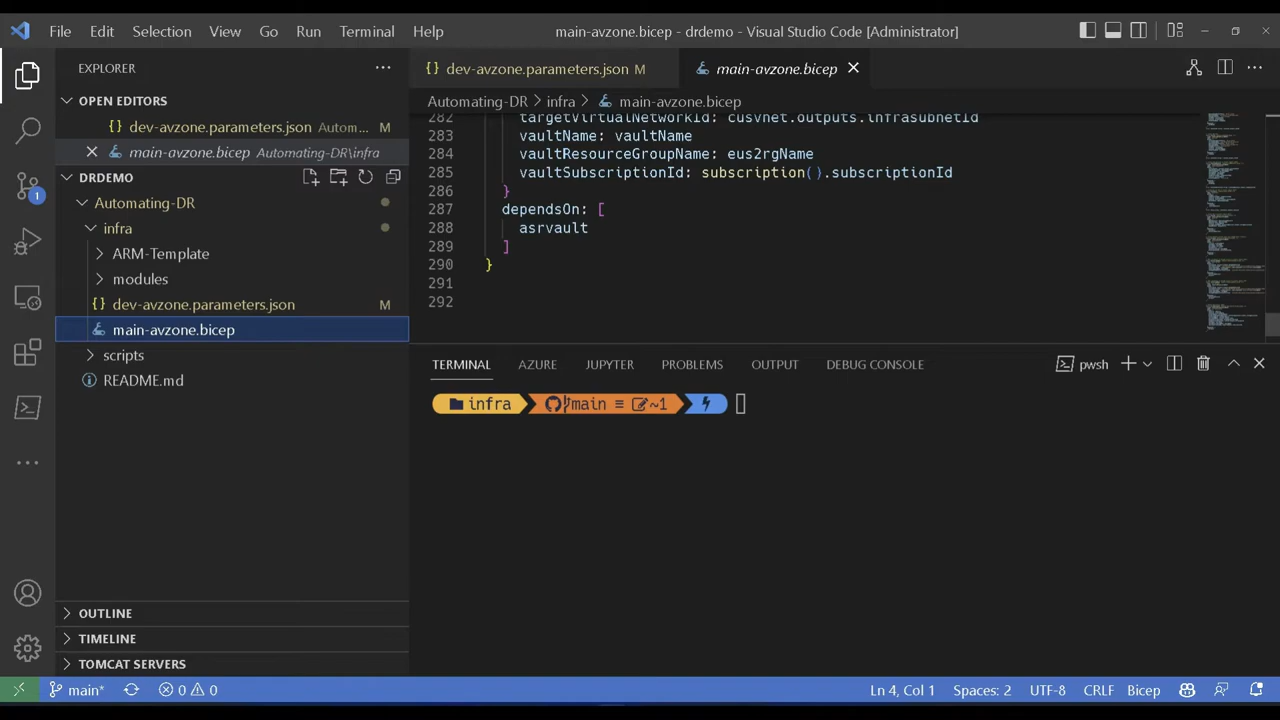 File Edit Selection View Go Run Terminal Help main-avzone.bicep - drdemo - Visual Studio Code [Administrator]
EXPLORER
OPEN EDITORS
dev-avzone.parameters.json Autom...
main-avzone.bicep Automating-DR\infra
DRDEMO
Automating-DR
infra
ARM-Template
modules
dev-avzone.parameters.json M
main-avzone.bicep
scripts
README.md
OUTLINE
TIMELINE
TOMCAT SERVERS
1
dev-avzone.parameters.json M main-avzone.bicep
Automating-DR > infra > main-avzone.bicep
282 targetVirtualNetworkId: cusvnet.outputs.infrasubnetId
283 vaultName: vaultName
284 vaultResourceGroupName: eus2rgName
285 vaultSubscriptionId: subscription().subscriptionId
286 }
287 dependsOn: [
288 asrvault
289 ]
290 }
291
292
TERMINAL AZURE JUPYTER PROBLEMS OUTPUT DEBUG CONSOLE pwsh
infra main ≡ ~1
main* 0 0 Ln 4, Col 1 Spaces: 2 UTF-8 CRLF Bicep